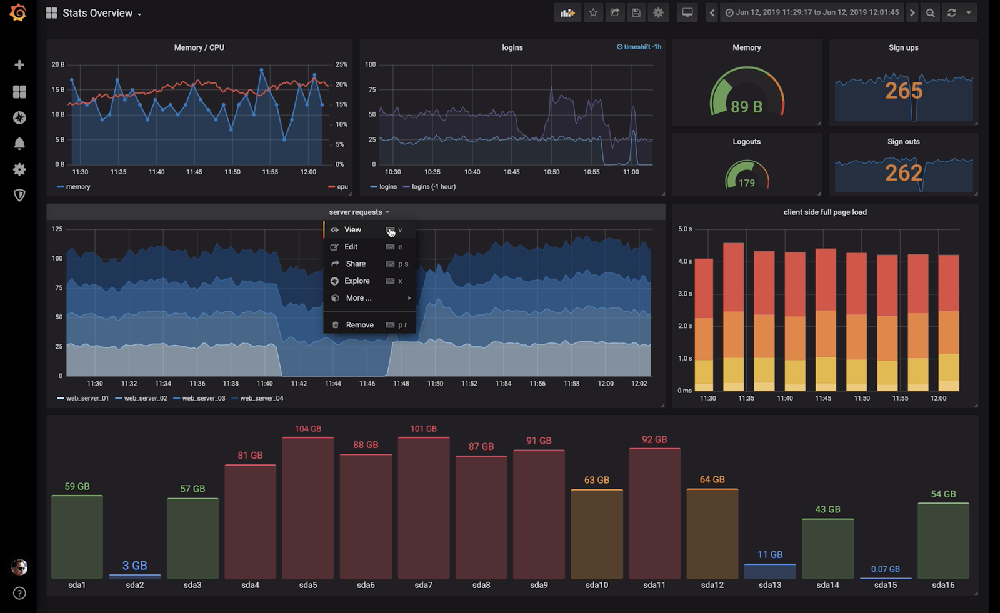 Stats Overview
Jun 12, 2019 11:29:17 to Jun 12, 2019 12:01:45
Memory / CPU
20 B
15 B
10 B
5 B
0 B
25%
20%
15%
10%
5%
0%
11:30 11:35 11:40 11:45 11:50 11:55 12:00
memory
cpu
logins
timeshift -1h
100
75
50
25
0
10:30 10:35 10:40 10:45 10:50 10:55 11:00
logins logins (-1 hour)
Memory
89 B
Sign ups
265
Logouts
179
Sign outs
262
server requests
125
100
75
50
25
0
View v
Edit e
Share p s
Explore x
More ...
Remove p r
11:30 11:32 11:34 11:36 11:38 11:40 11:42 11:44 11:46 11:48 11:50 11:52 11:54 11:56 11:58 12:00 12:02
web_server_01 web_server_02 web_server_03 web_server_04
client side full page load
5.0 s
4.0 s
3.0 s
2.0 s
1.0 s
0 ms
11:30 11:35 11:40 11:45 11:50 11:55 12:00
59 GB 3 GB 57 GB 81 GB 104 GB 88 GB 101 GB 87 GB 91 GB 63 GB 92 GB 64 GB 11 GB 43 GB 0.07 GB 54 GB
sda1 sda2 sda3 sda4 sda5 sda6 sda7 sda8 sda9 sda10 sda11 sda12 sda13 sda14 sda15 sda16